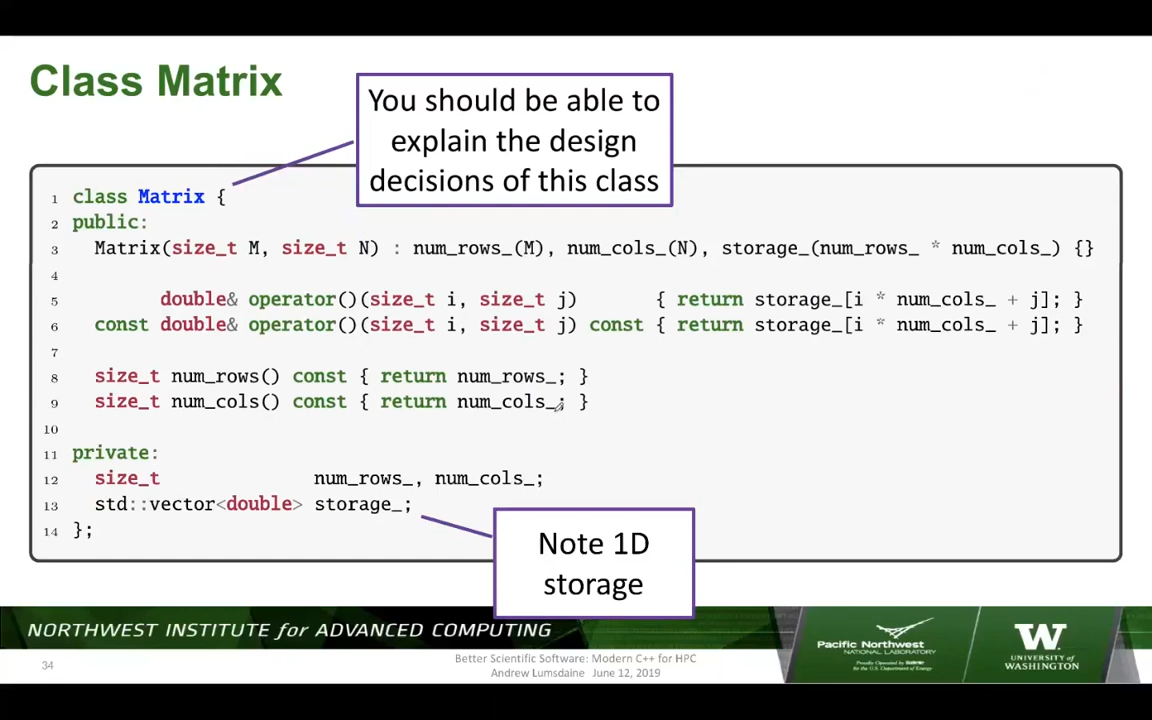 Class Matrix
You should be able to
explain the design
decisions of this class
1 class Matrix {
2 public:
3 Matrix(size_t M, size_t N) : num_rows_(M), num_cols_(N), storage_(num_rows_ * num_cols_) {}
4
5 double& operator()(size_t i, size_t j) { return storage_[i * num_cols_ + j]; }
6 const double& operator()(size_t i, size_t j) const { return storage_[i * num_cols_ + j]; }
7
8 size_t num_rows() const { return num_rows_; }
9 size_t num_cols() const { return num_cols_; }
10
11 private:
12 size_t num_rows_, num_cols_;
13 std::vector<double> storage_;
14 };
Note 1D
storage
NORTHWEST INSTITUTE for ADVANCED COMPUTING
34
Better Scientific Software: Modern C++ for HPC
Andrew Lumsdaine June 12, 2019
Pacific Northwest
NATIONAL LABORATORY
W
UNIVERSITY of
WASHINGTON